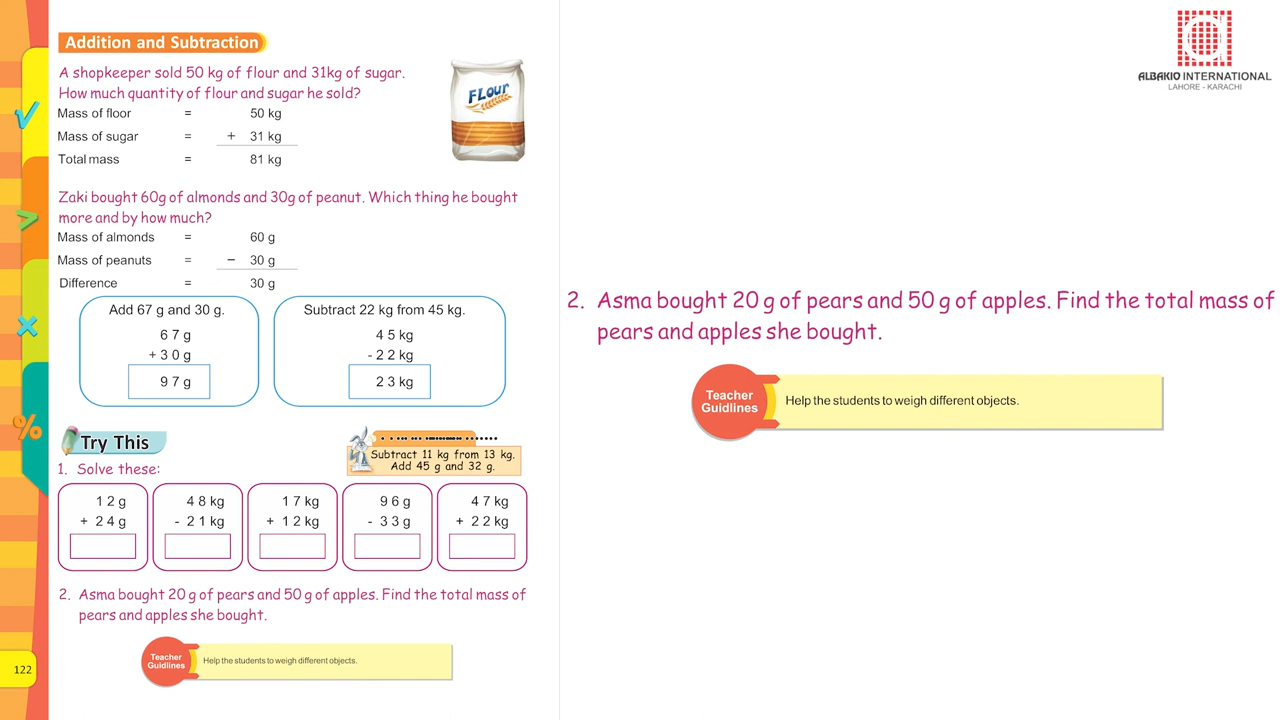 Addition and Subtraction
A shopkeeper sold 50 kg of flour and 31kg of sugar.
How much quantity of flour and sugar he sold?
Mass of floor = 50 kg
Mass of sugar = + 31 kg
Total mass = 81 kg
FLOUR
Zaki bought 60g of almonds and 30g of peanut. Which thing he bought
more and by how much?
Mass of almonds = 60 g
Mass of peanuts = − 30 g
Difference = 30 g
Add 67 g and 30 g.
6 7 g
+ 3 0 g
9 7 g
Subtract 22 kg from 45 kg.
4 5 kg
- 2 2 kg
2 3 kg
Try This
Subtract 11 kg from 13 kg.
Add 45 g and 32 g.
1. Solve these:
1 2 g
+ 2 4 g
4 8 kg
- 2 1 kg
1 7 kg
+ 1 2 kg
9 6 g
- 3 3 g
4 7 kg
+ 2 2 kg
2. Asma bought 20 g of pears and 50 g of apples. Find the total mass of
pears and apples she bought.
Teacher
Guidlines
Help the students to weigh different objects.
122
√
>
×
%
ALBAKIO INTERNATIONAL
LAHORE - KARACHI
2. Asma bought 20 g of pears and 50 g of apples. Find the total mass of
pears and apples she bought.
Teacher
Guidlines
Help the students to weigh different objects.